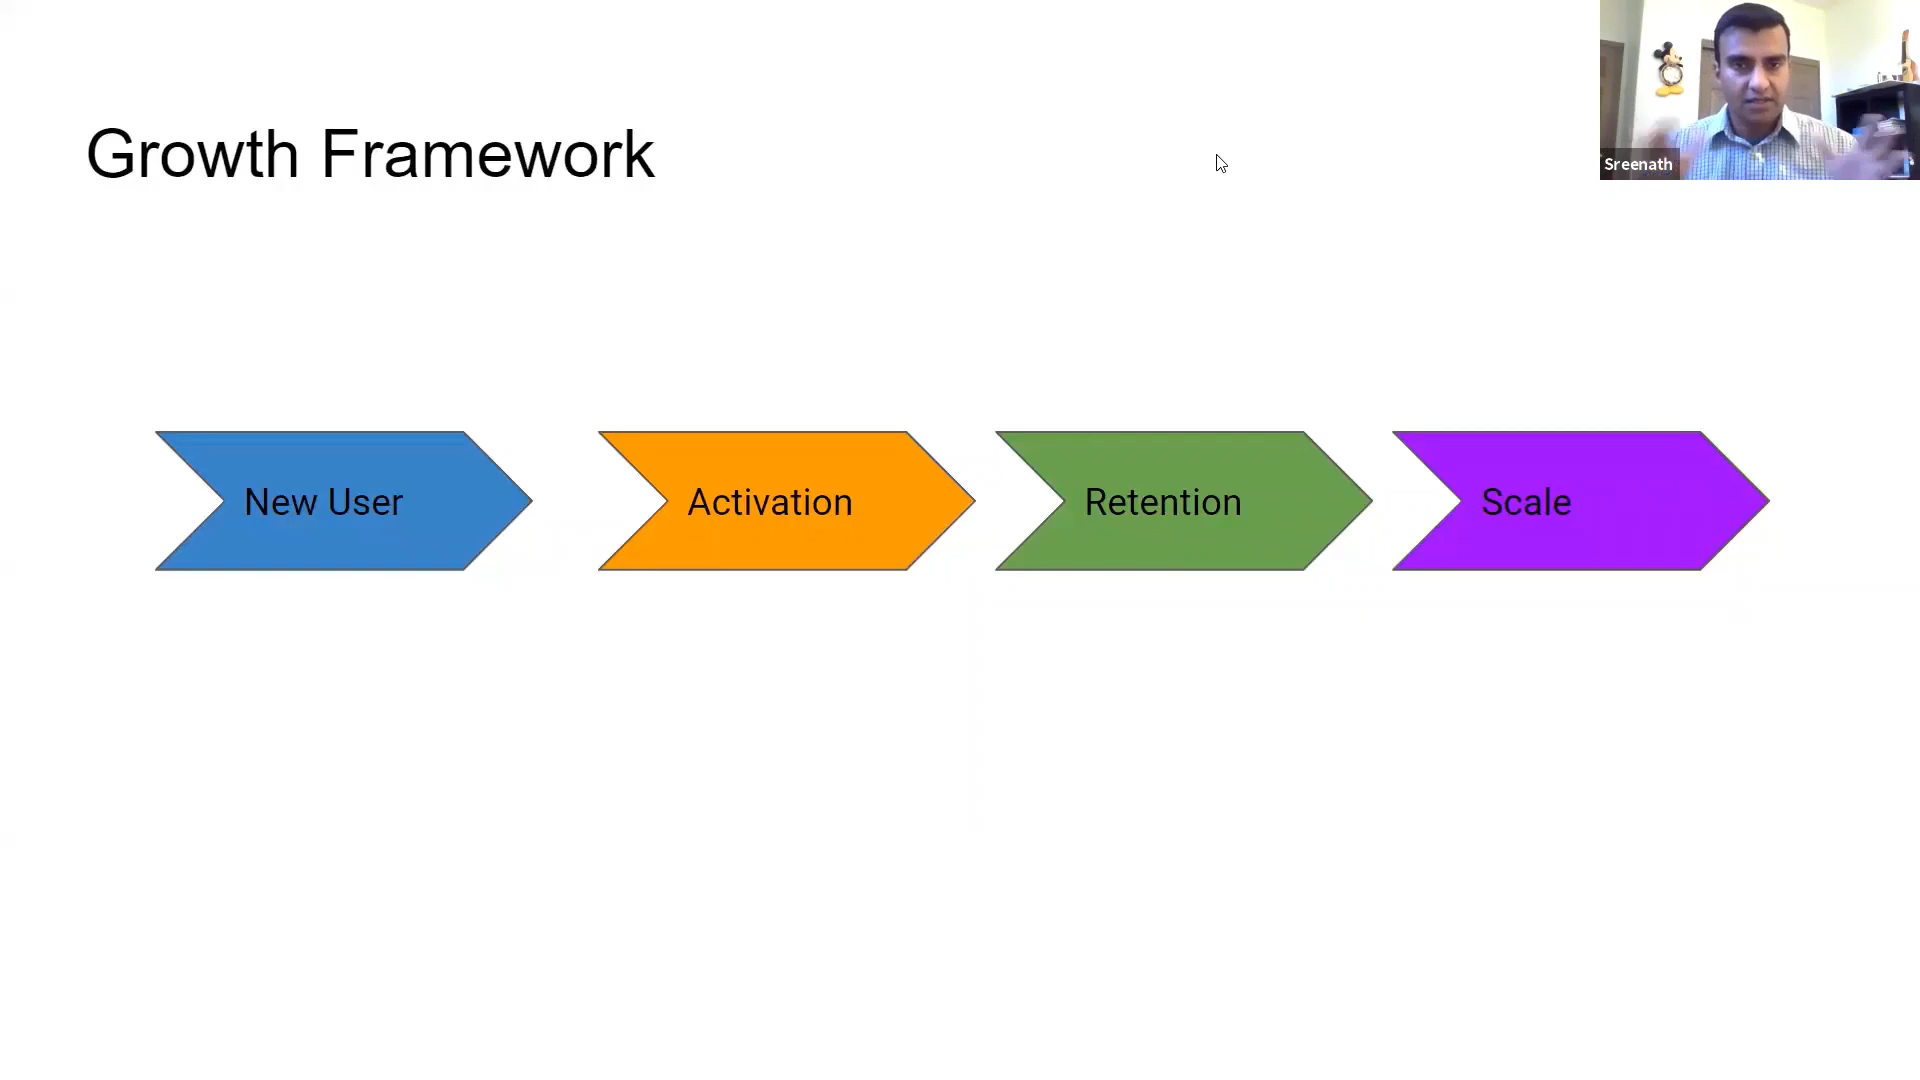 Growth Framework
Sreenath
New User
Activation
Retention
Scale